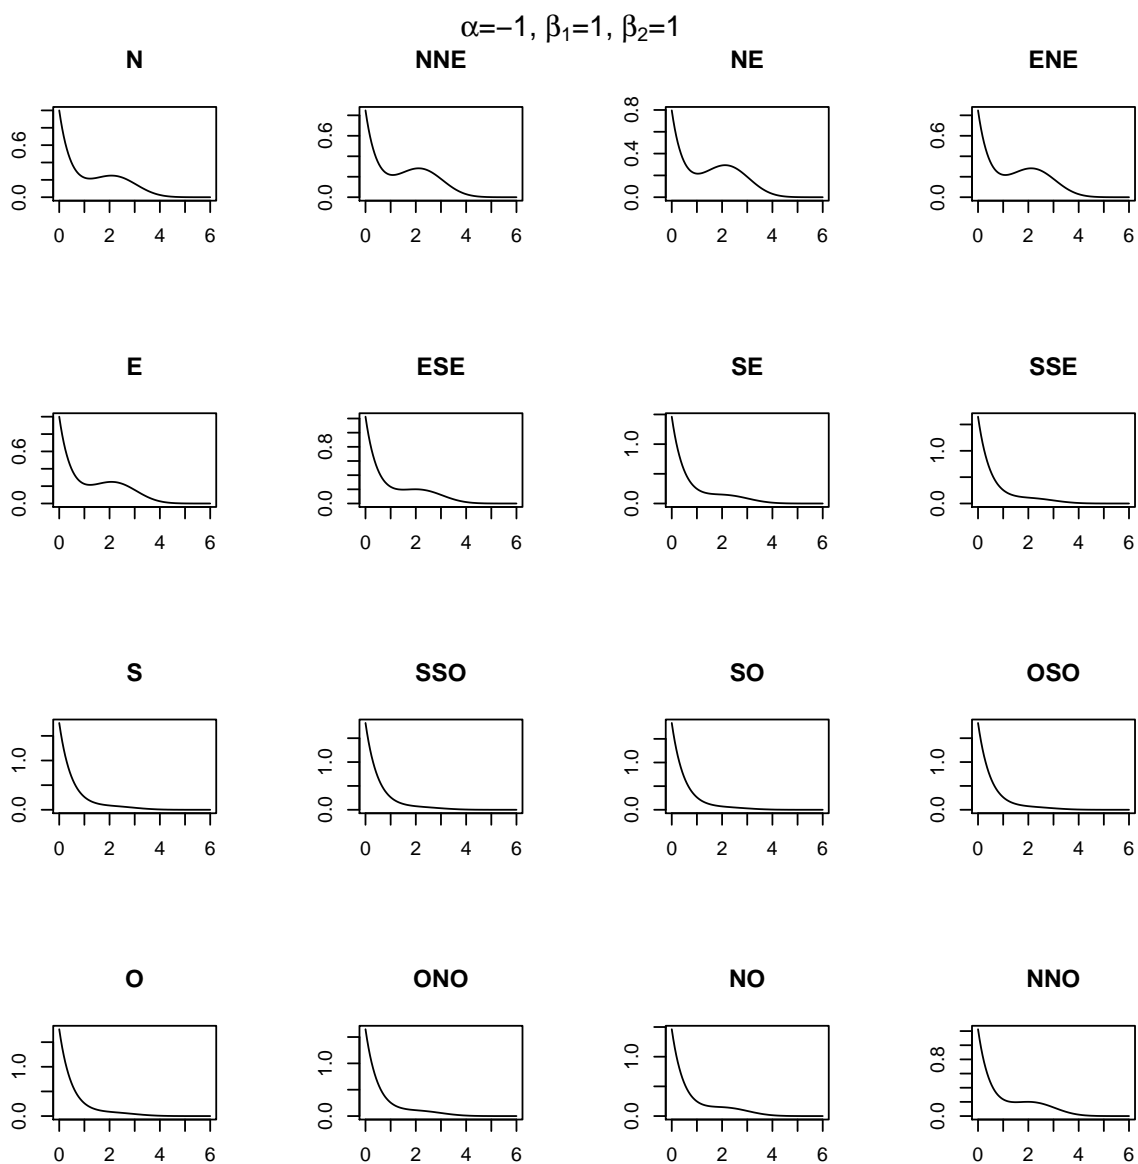 α=−1, β₁=1, β₂=1
N NNE NE ENE
0.0 0.6 0.0 0.6 0.0 0.4 0.8 0.0 0.6
0 2 4 6 0 2 4 6 0 2 4 6 0 2 4 6
E ESE SE SSE
0.0 0.6 0.0 0.8 0.0 1.0 0.0 1.0
0 2 4 6 0 2 4 6 0 2 4 6 0 2 4 6
S SSO SO OSO
0.0 1.0 0.0 1.0 0.0 1.0 0.0 1.0
0 2 4 6 0 2 4 6 0 2 4 6 0 2 4 6
O ONO NO NNO
0.0 1.0 0.0 1.0 0.0 1.0 0.0 0.8
0 2 4 6 0 2 4 6 0 2 4 6 0 2 4 6